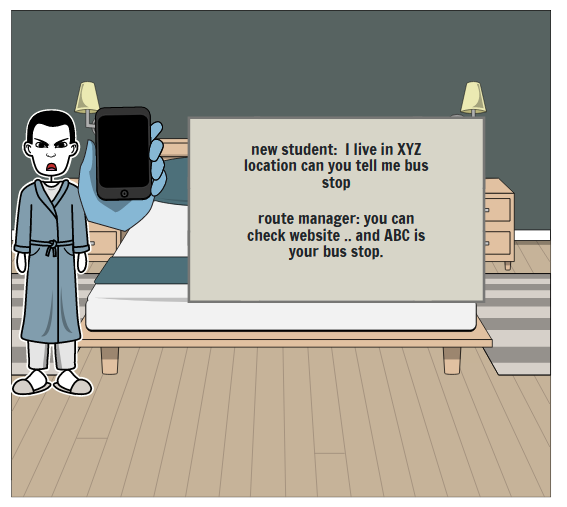 new student: I live in XYZ
location can you tell me bus
stop
route manager: you can
check website .. and ABC is
your bus stop.